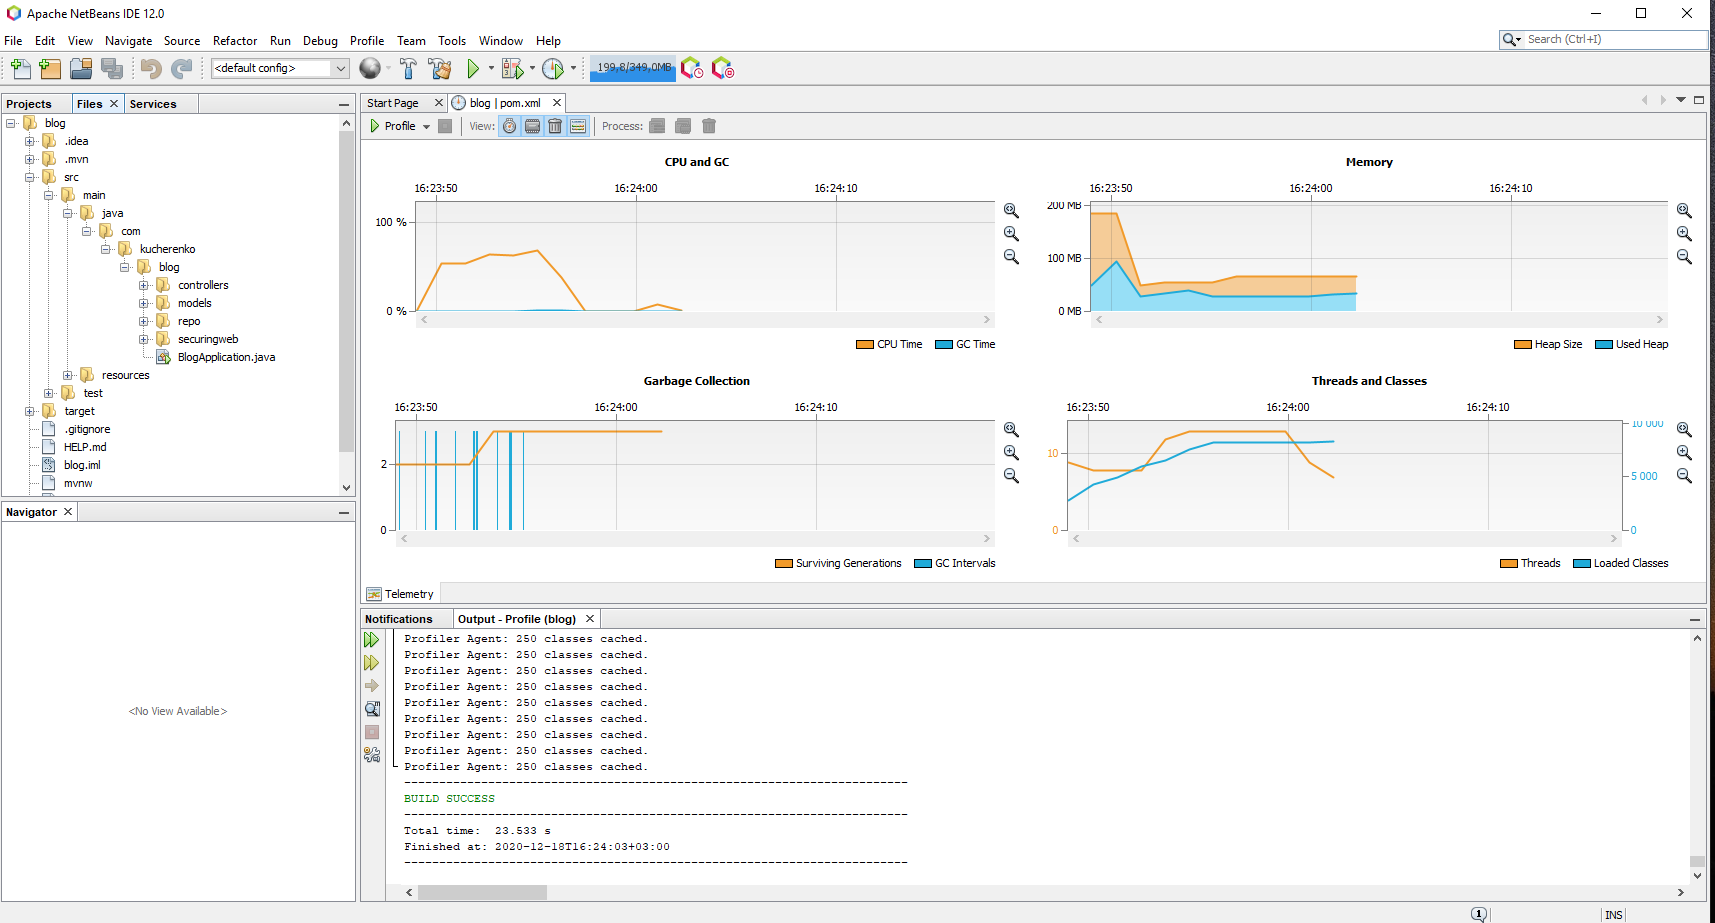 Apache NetBeans IDE 12.0
File Edit View Navigate Source Refactor Run Debug Profile Team Tools Window Help
Search (Ctrl+I)
<default config>
199,8/349,0MB
Projects Files Services
blog
.idea
.mvn
src
main
java
com
kucherenko
blog
controllers
models
repo
securingweb
BlogApplication.java
resources
test
target
.gitignore
HELP.md
blog.iml
mvnw
Navigator
<No View Available>
Start Page blog | pom.xml
Profile View: Process:
CPU and GC
16:23:50 16:24:00 16:24:10
100 %
0 %
CPU Time GC Time
Memory
16:23:50 16:24:00 16:24:10
200 MB
100 MB
0 MB
Heap Size Used Heap
Garbage Collection
16:23:50 16:24:00 16:24:10
2
0
Surviving Generations GC Intervals
Threads and Classes
16:23:50 16:24:00 16:24:10
10 000
10
5 000
0 0
Threads Loaded Classes
Telemetry
Notifications Output - Profile (blog)
Profiler Agent: 250 classes cached.
Profiler Agent: 250 classes cached.
Profiler Agent: 250 classes cached.
Profiler Agent: 250 classes cached.
Profiler Agent: 250 classes cached.
Profiler Agent: 250 classes cached.
Profiler Agent: 250 classes cached.
Profiler Agent: 250 classes cached.
Profiler Agent: 250 classes cached.
------------------------------------------------------------------------
BUILD SUCCESS
------------------------------------------------------------------------
Total time:  23.533 s
Finished at: 2020-12-18T16:24:03+03:00
------------------------------------------------------------------------
1 INS